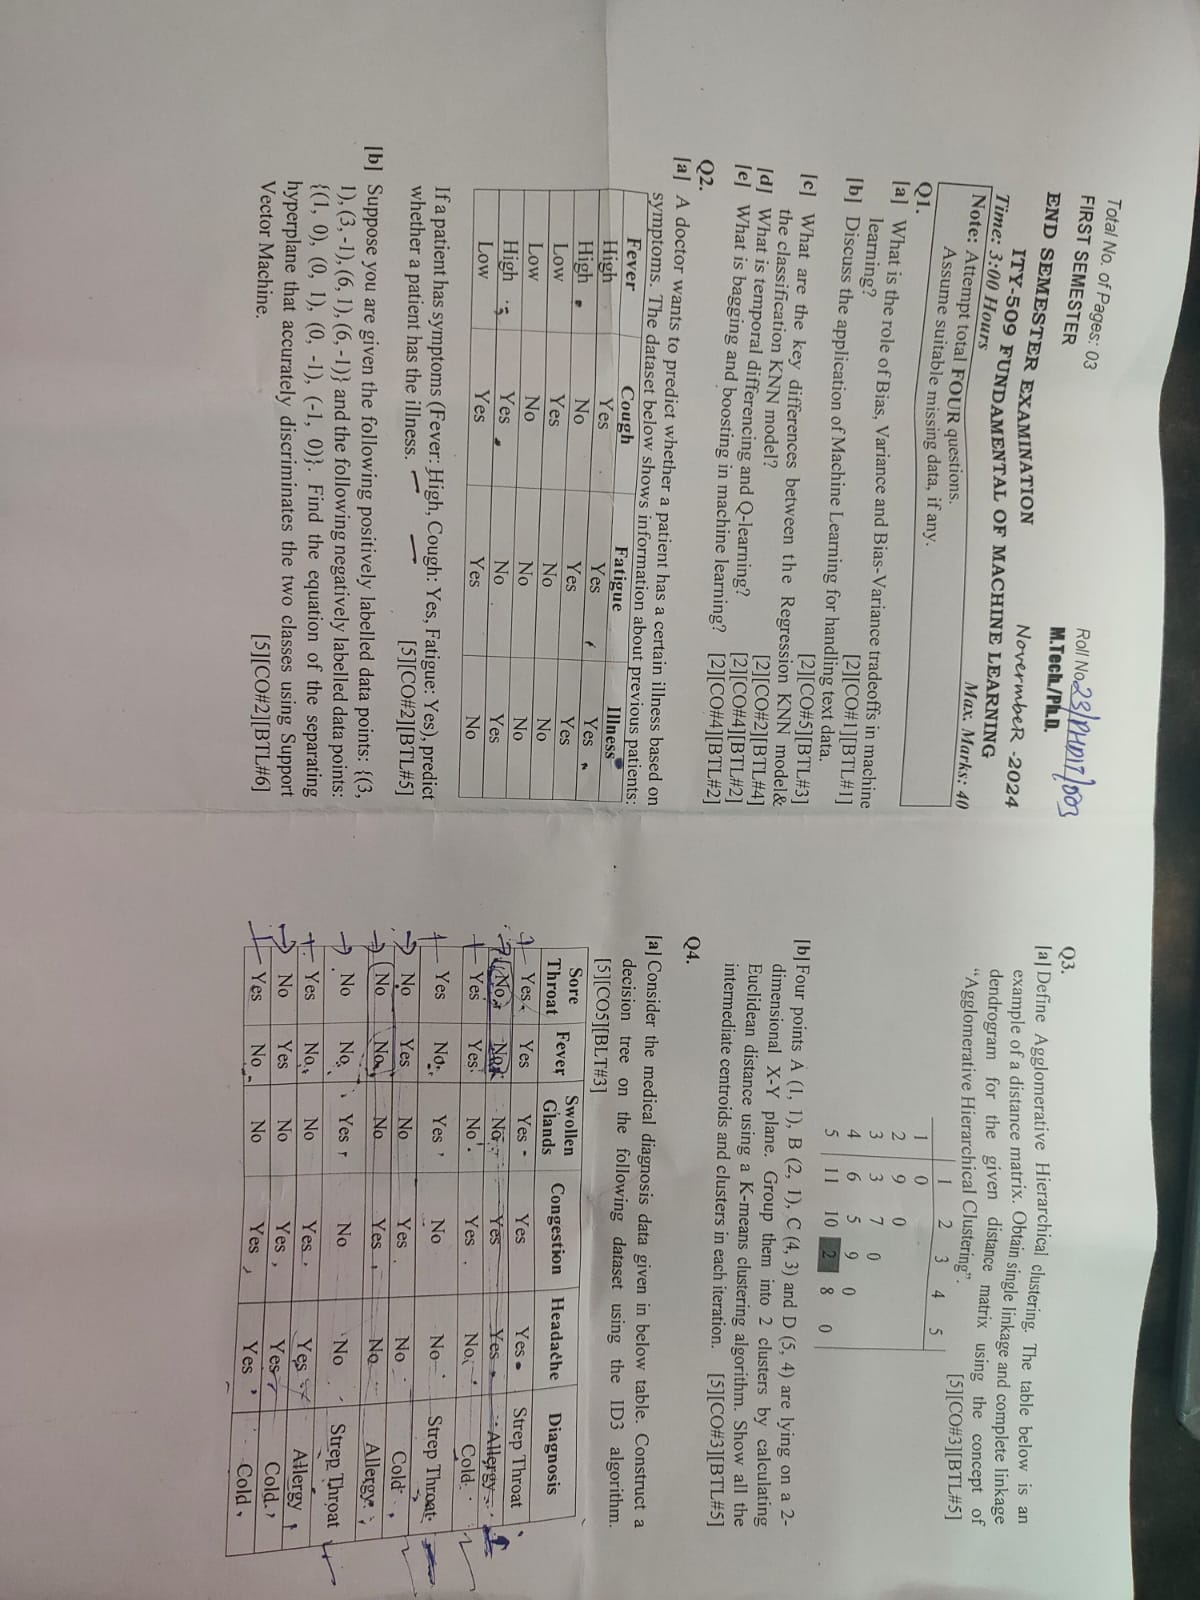 Total No. of Pages: 03
FIRST SEMESTER
Roll No.23/PHDIT/003
M.Tech./Ph.D.
END SEMESTER EXAMINATION
NovermbeR -2024
ITY-509 FUNDAMENTAL OF MACHINE LEARNING
Time: 3:00 Hours
Max. Marks: 40
Note: Attempt total FOUR questions.
Assume suitable missing data, if any.
Q1.
[a] What is the role of Bias, Variance and Bias-Variance tradeoffs in machine
learning? [2][CO#1][BTL#1]
[b] Discuss the application of Machine Learning for handling text data.
[2][CO#5][BTL#3]
[c] What are the key differences between the Regression KNN model&
the classification KNN model? [2][CO#2][BTL#4]
[d] What is temporal differencing and Q-learning? [2][CO#4][BTL#2]
[e] What is bagging and boosting in machine learning? [2][CO#4][BTL#2]
Q2.
[a] A doctor wants to predict whether a patient has a certain illness based on
symptoms. The dataset below shows information about previous patients:
Fever Cough Fatigue Illness
High Yes Yes Yes
High No Yes Yes
Low Yes No No
Low No No No
High Yes No Yes
Low Yes Yes No
If a patient has symptoms (Fever: High, Cough: Yes, Fatigue: Yes), predict
whether a patient has the illness. [5][CO#2][BTL#5]
[b] Suppose you are given the following positively labelled data points: {(3,
1), (3, -1), (6, 1), (6, -1)} and the following negatively labelled data points:
{(1, 0), (0, 1), (0, -1), (-1, 0)}. Find the equation of the separating
hyperplane that accurately discriminates the two classes using Support
Vector Machine. [5][CO#2][BTL#6]
Q3.
[a] Define Agglomerative Hierarchical clustering. The table below is an
example of a distance matrix. Obtain single linkage and complete linkage
dendrogram for the given distance matrix using the concept of
“Agglomerative Hierarchical Clustering”. [5][CO#3][BTL#5]
1 2 3 4 5
1 0
2 9 0
3 3 7 0
4 6 5 9 0
5 11 10 2 8 0
[b] Four points A (1, 1), B (2, 1), C (4, 3) and D (5, 4) are lying on a 2-
dimensional X-Y plane. Group them into 2 clusters by calculating
Euclidean distance using a K-means clustering algorithm. Show all the
intermediate centroids and clusters in each iteration. [5][CO#3][BTL#5]
Q4.
[a] Consider the medical diagnosis data given in below table. Construct a
decision tree on the following dataset using the ID3 algorithm.
[5][CO5][BLT#3]
Sore Throat Fever Swollen Glands Congestion Headache Diagnosis
Yes Yes Yes Yes Yes Strep Throat
No No No Yes Yes Allergy
Yes Yes No Yes No Cold
Yes No Yes No No Strep Throat
No Yes No Yes No Cold
No No No Yes No Allergy
No No Yes No No Strep Throat
Yes No No Yes Yes Allergy
No Yes No Yes Yes Cold
Yes No No Yes Yes Cold